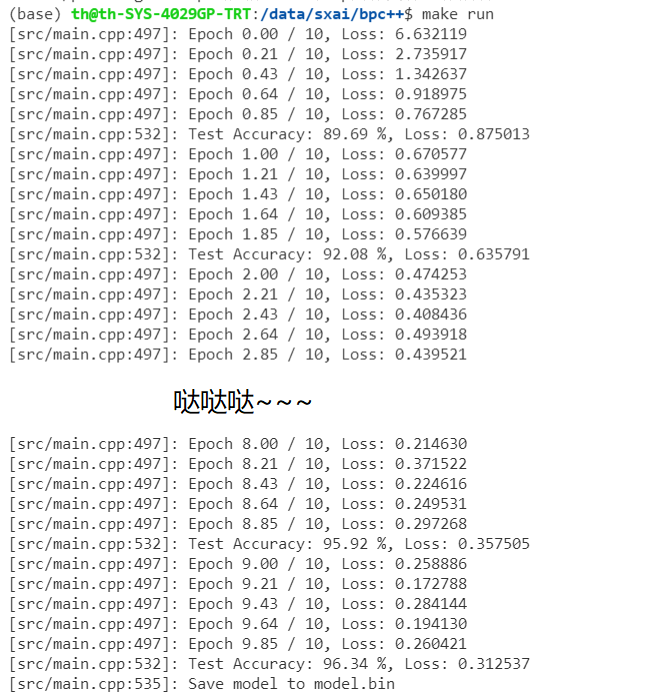 (base) th@th-SYS-4029GP-TRT:/data/sxai/bpc++$ make run
[src/main.cpp:497]: Epoch 0.00 / 10, Loss: 6.632119
[src/main.cpp:497]: Epoch 0.21 / 10, Loss: 2.735917
[src/main.cpp:497]: Epoch 0.43 / 10, Loss: 1.342637
[src/main.cpp:497]: Epoch 0.64 / 10, Loss: 0.918975
[src/main.cpp:497]: Epoch 0.85 / 10, Loss: 0.767285
[src/main.cpp:532]: Test Accuracy: 89.69 %, Loss: 0.875013
[src/main.cpp:497]: Epoch 1.00 / 10, Loss: 0.670577
[src/main.cpp:497]: Epoch 1.21 / 10, Loss: 0.639997
[src/main.cpp:497]: Epoch 1.43 / 10, Loss: 0.650180
[src/main.cpp:497]: Epoch 1.64 / 10, Loss: 0.609385
[src/main.cpp:497]: Epoch 1.85 / 10, Loss: 0.576639
[src/main.cpp:532]: Test Accuracy: 92.08 %, Loss: 0.635791
[src/main.cpp:497]: Epoch 2.00 / 10, Loss: 0.474253
[src/main.cpp:497]: Epoch 2.21 / 10, Loss: 0.435323
[src/main.cpp:497]: Epoch 2.43 / 10, Loss: 0.408436
[src/main.cpp:497]: Epoch 2.64 / 10, Loss: 0.493918
[src/main.cpp:497]: Epoch 2.85 / 10, Loss: 0.439521
哒哒哒~~~
[src/main.cpp:497]: Epoch 8.00 / 10, Loss: 0.214630
[src/main.cpp:497]: Epoch 8.21 / 10, Loss: 0.371522
[src/main.cpp:497]: Epoch 8.43 / 10, Loss: 0.224616
[src/main.cpp:497]: Epoch 8.64 / 10, Loss: 0.249531
[src/main.cpp:497]: Epoch 8.85 / 10, Loss: 0.297268
[src/main.cpp:532]: Test Accuracy: 95.92 %, Loss: 0.357505
[src/main.cpp:497]: Epoch 9.00 / 10, Loss: 0.258886
[src/main.cpp:497]: Epoch 9.21 / 10, Loss: 0.172788
[src/main.cpp:497]: Epoch 9.43 / 10, Loss: 0.284144
[src/main.cpp:497]: Epoch 9.64 / 10, Loss: 0.194130
[src/main.cpp:497]: Epoch 9.85 / 10, Loss: 0.260421
[src/main.cpp:532]: Test Accuracy: 96.34 %, Loss: 0.312537
[src/main.cpp:535]: Save model to model.bin